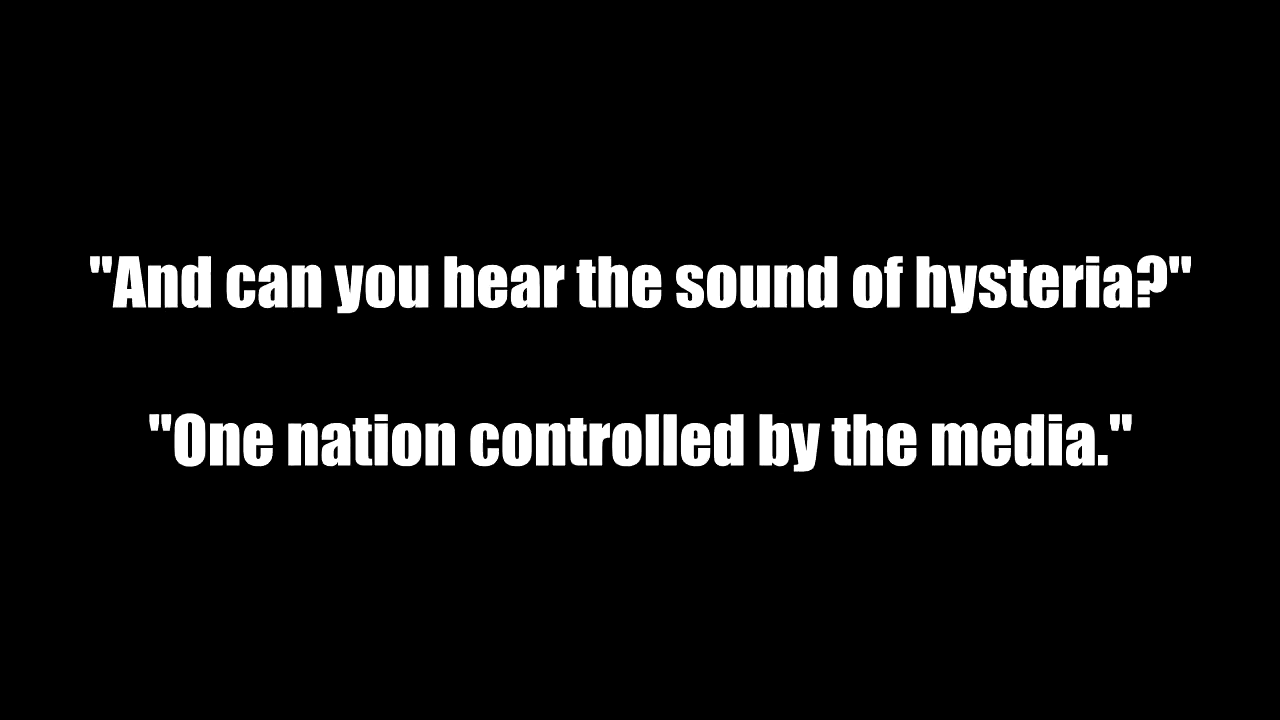 "And can you hear the sound of hysteria?"
"One nation controlled by the media."